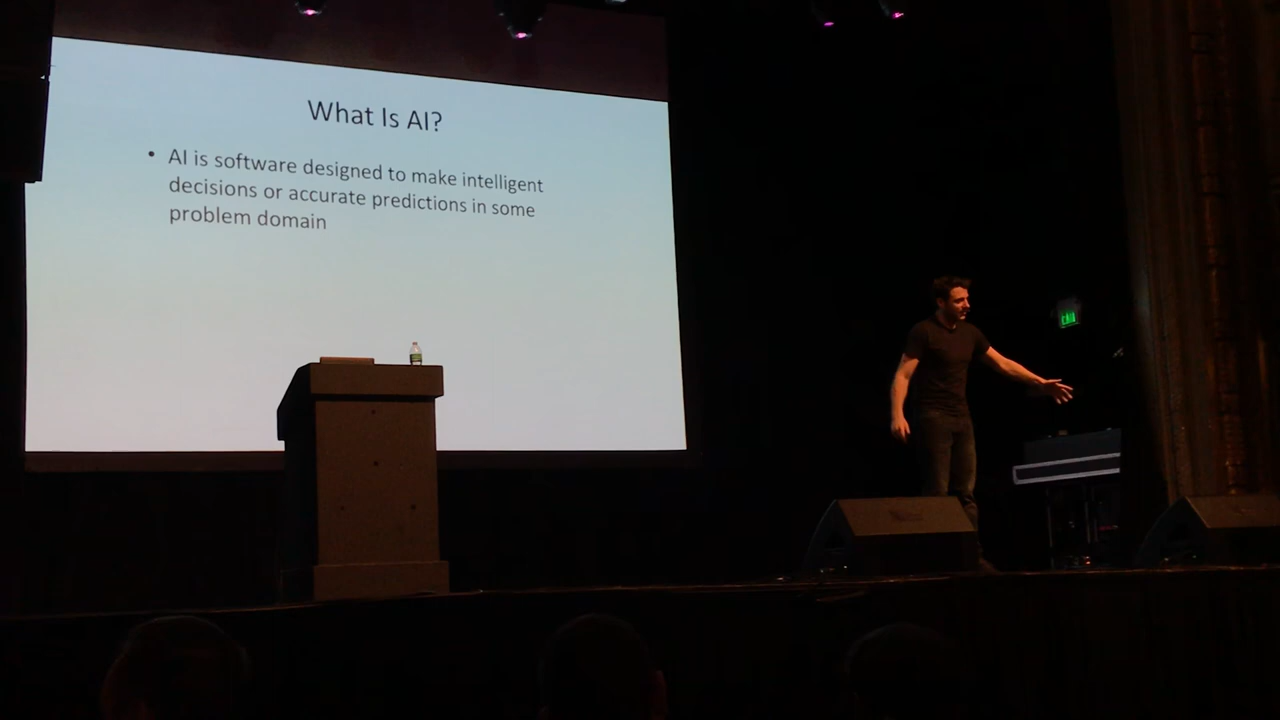 What Is AI?
• AI is software designed to make intelligent
decisions or accurate predictions in some
problem domain